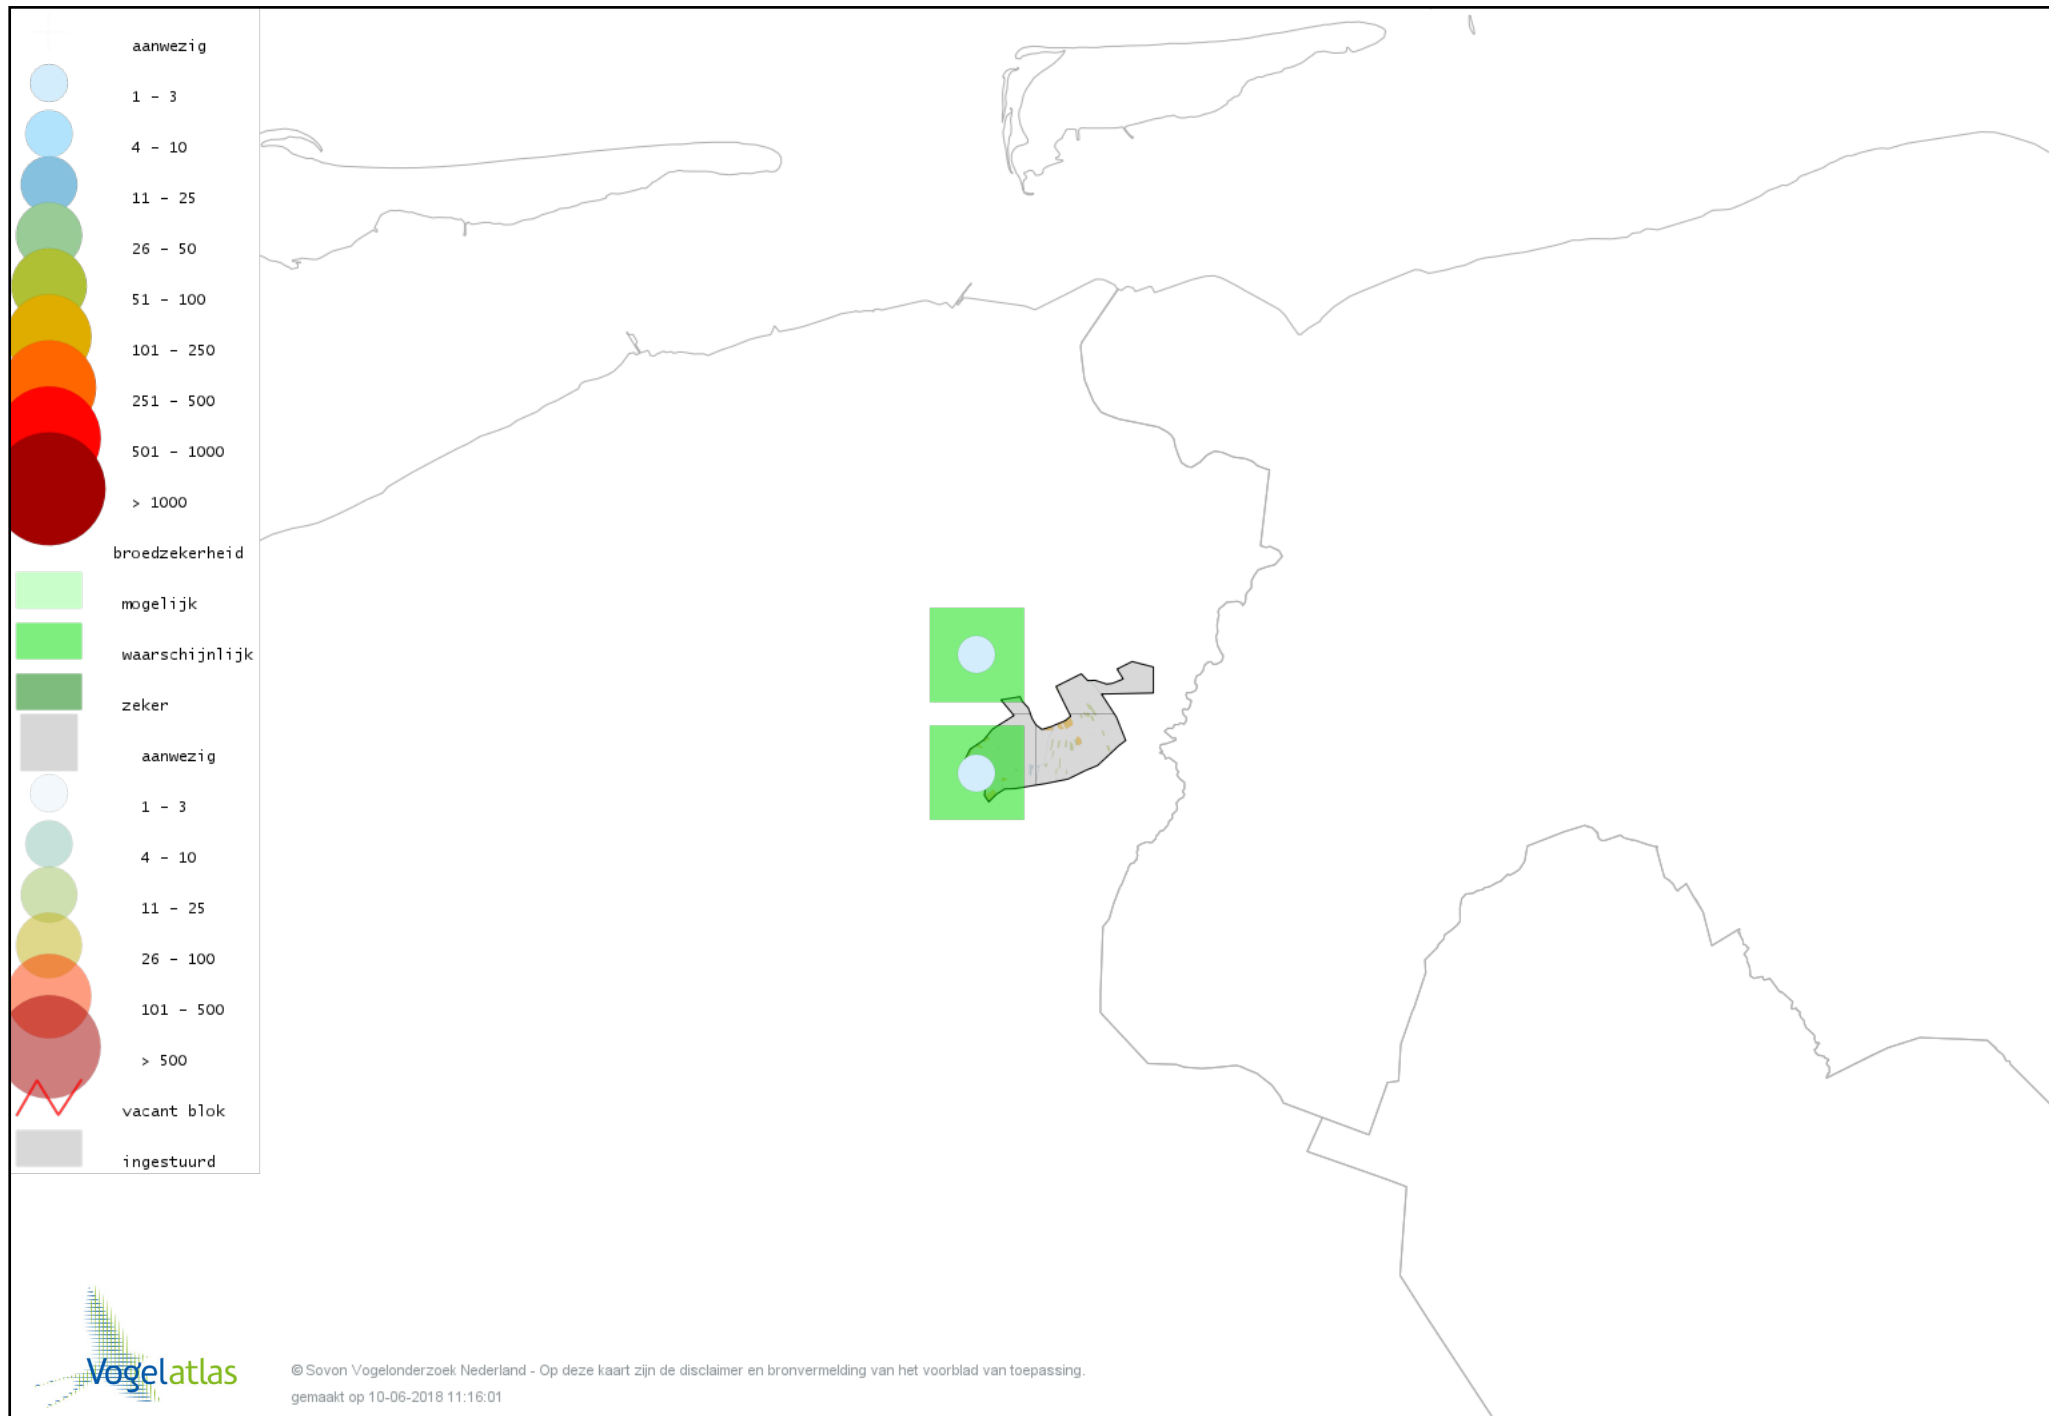 aanwezig
1 - 3
4 - 10
11 - 25
26 - 50
51 - 100
101 - 250
251 - 500
501 - 1000
> 1000
broedzekerheid
mogelijk
waarschijnlijk
zeker
aanwezig
1 - 3
4 - 10
11 - 25
26 - 100
101 - 500
> 500
vacant blok
ingestuurd
Vogelatlas
© Sovon Vogelonderzoek Nederland - Op deze kaart zijn de disclaimer en bronvermelding van het voorblad van toepassing.
gemaakt op 10-06-2018 11:16:01